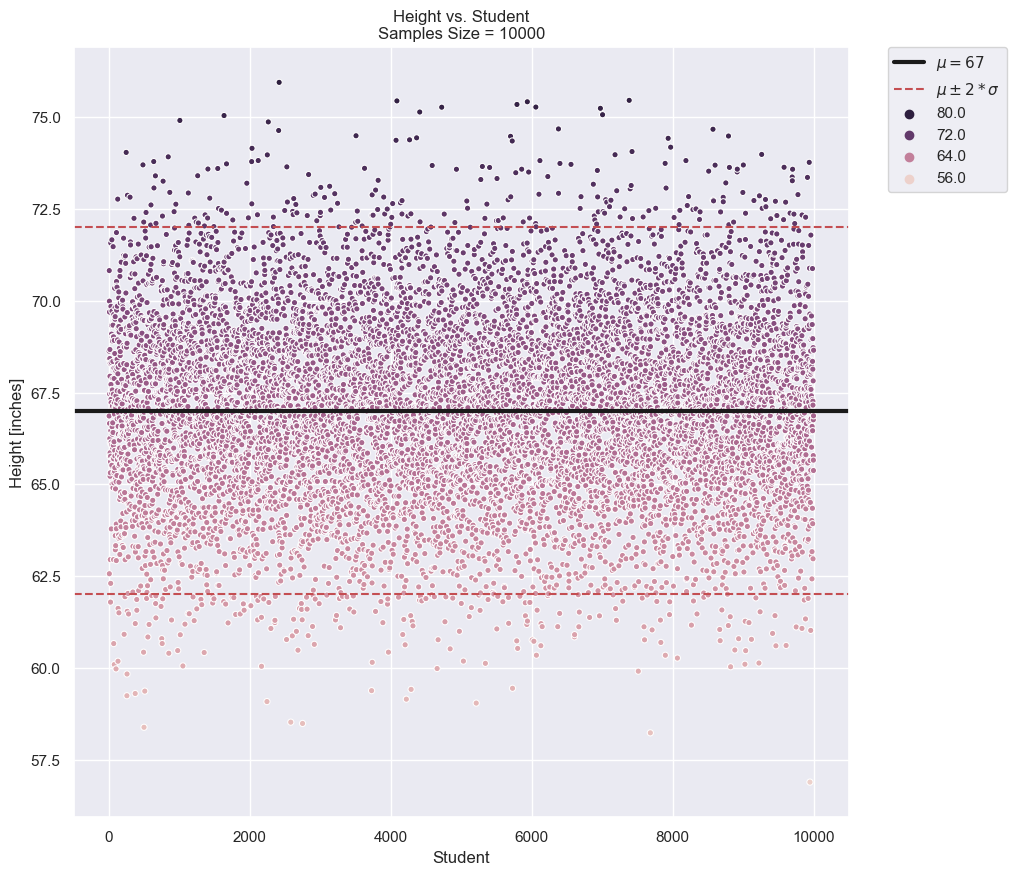 Height vs. Student
Samples Size = 10000
μ = 67
μ ± 2 * σ
80.0
72.0
64.0
56.0
75.0
72.5
70.0
67.5
65.0
62.5
60.0
57.5
Height [inches]
0 2000 4000 6000 8000 10000
Student